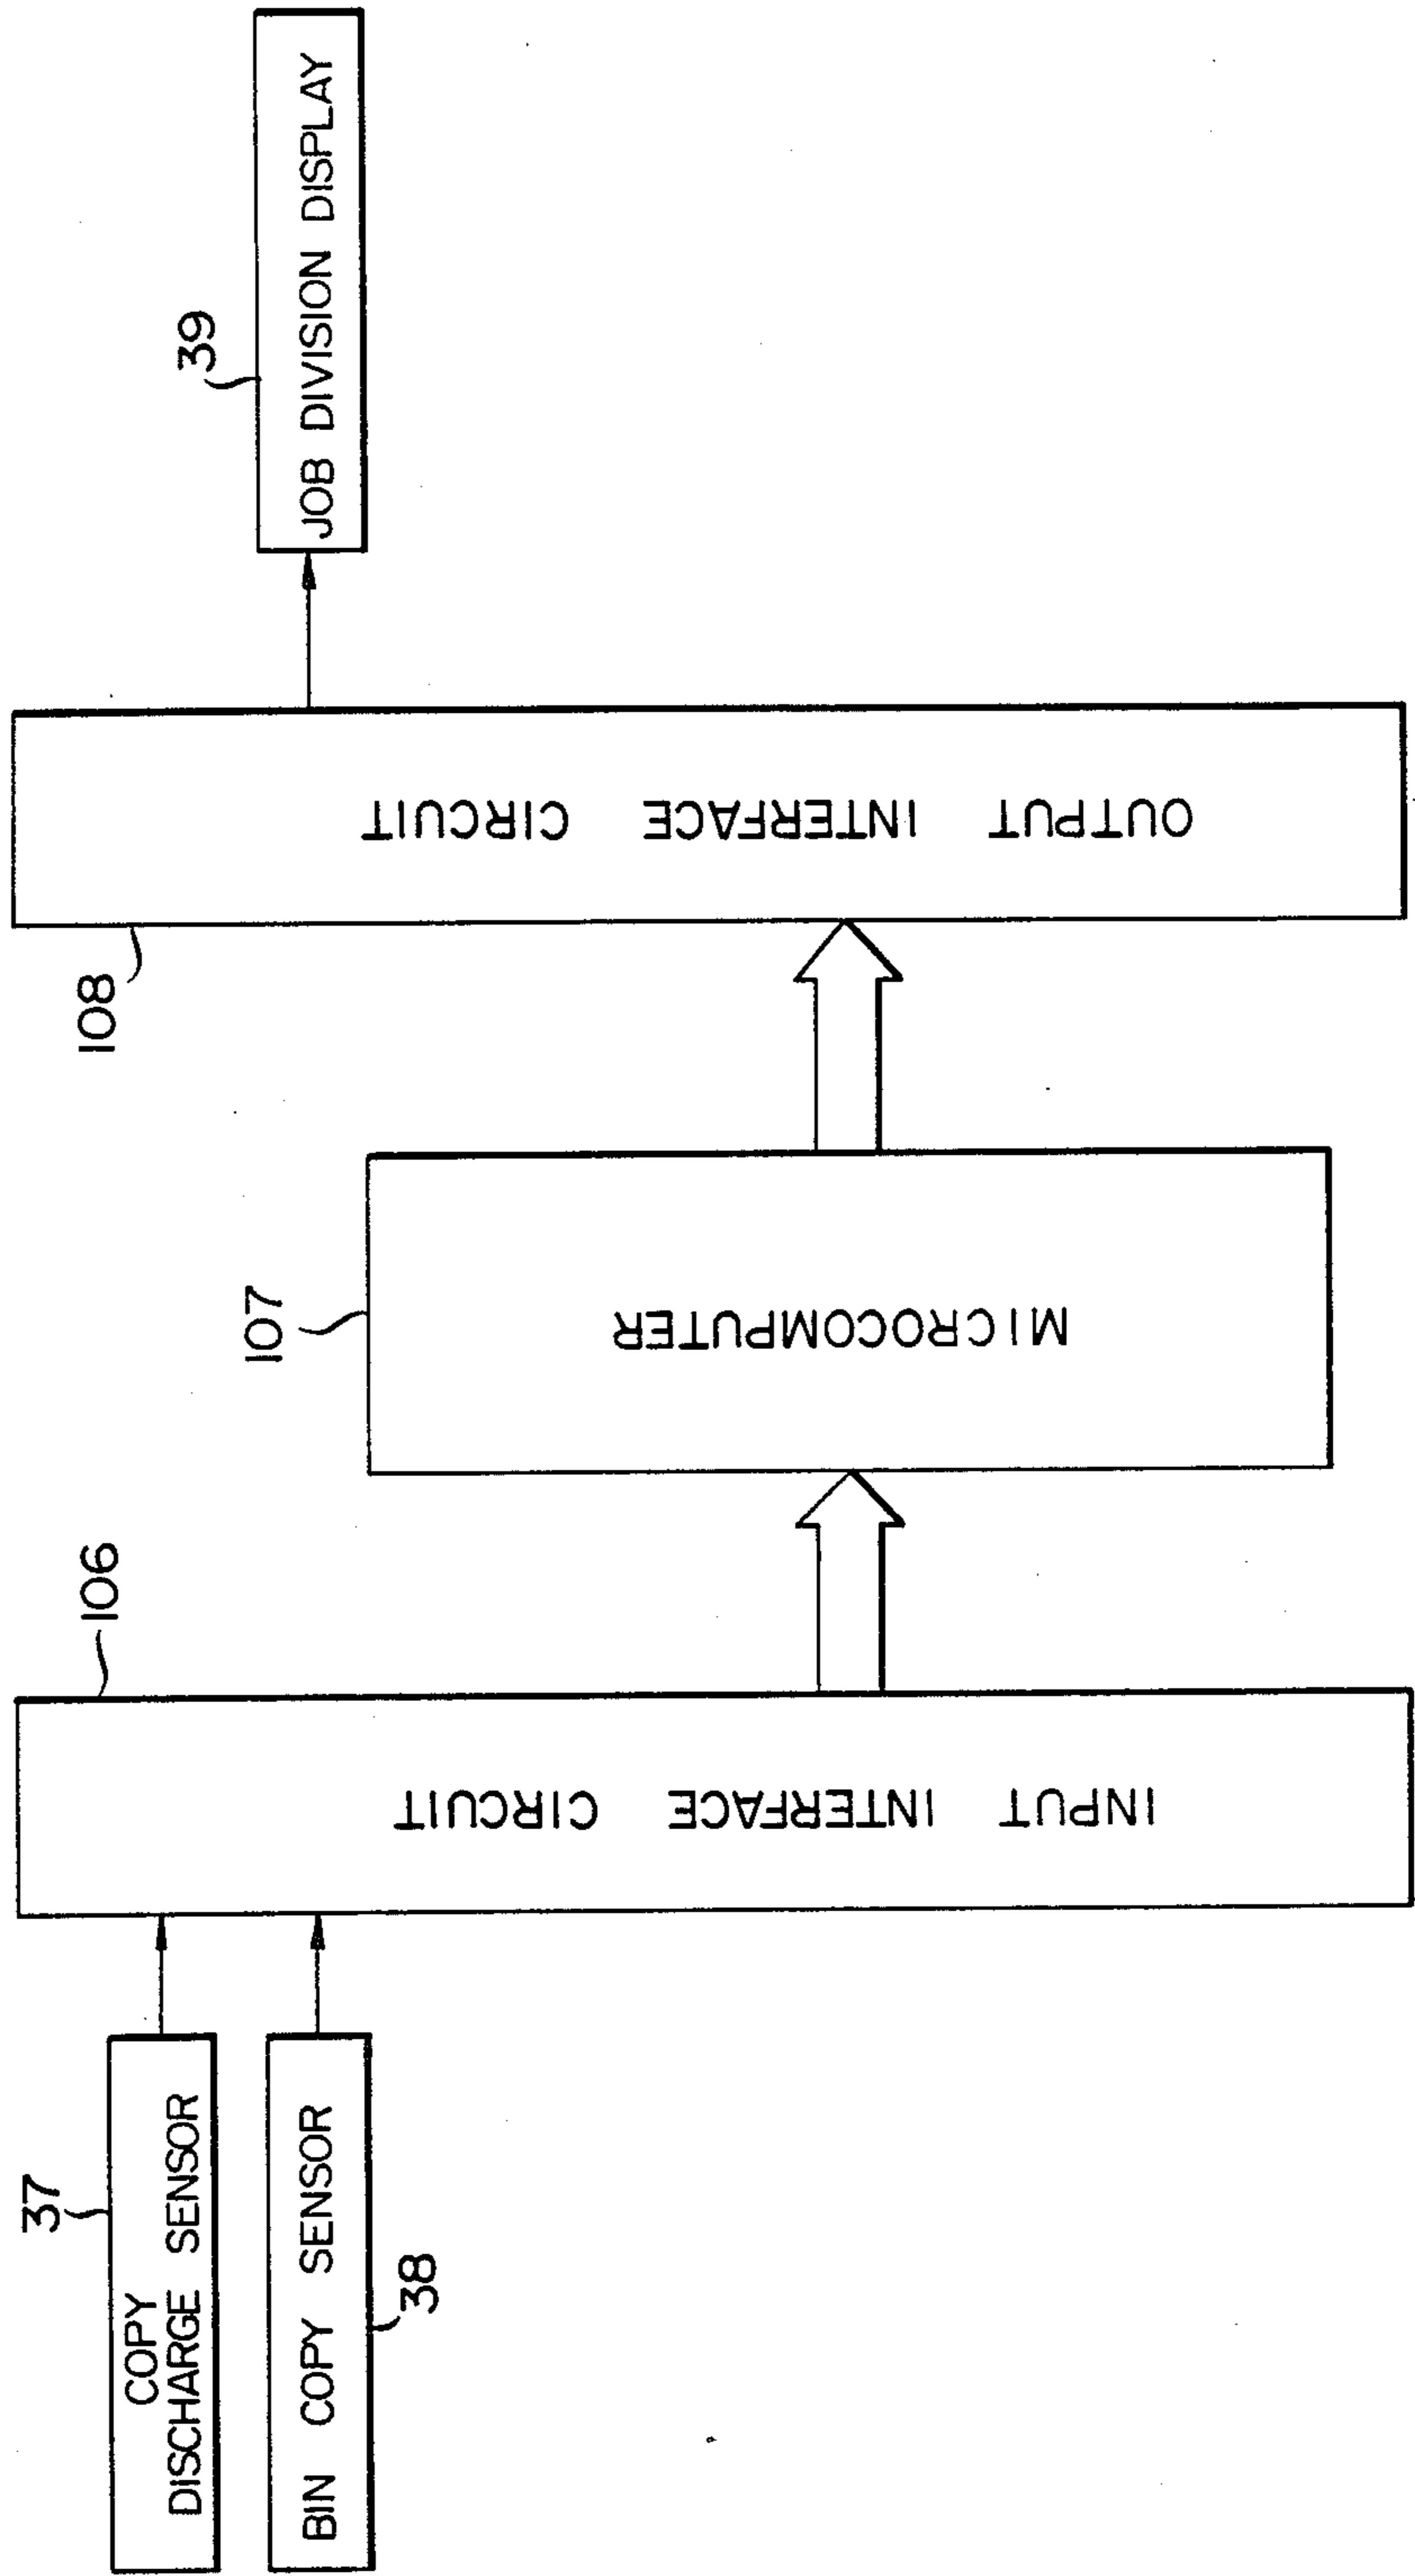 37
COPY
DISCHARGE SENSOR
BIN COPY SENSOR
38
106
INPUT INTERFACE CIRCUIT
107
MICROCOMPUTER
108
OUTPUT INTERFACE CIRCUIT
39
JOB DIVISION DISPLAY